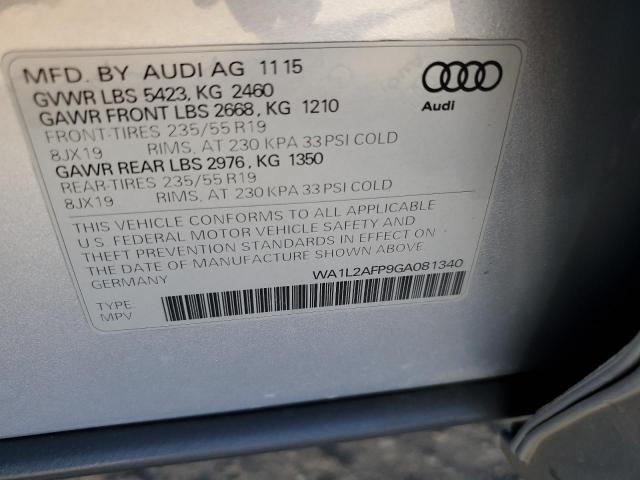 MFD. BY AUDI AG 11 15
GVWR LBS 5423, KG 2460
GAWR FRONT LBS 2668, KG 1210
FRONT-TIRES 235/55 R19
8JX19 RIMS, AT 230 KPA 33 PSI COLD
GAWR REAR LBS 2976, KG 1350
REAR-TIRES 235/55 R19
8JX19 RIMS, AT 230 KPA 33 PSI COLD
THIS VEHICLE CONFORMS TO ALL APPLICABLE
U.S. FEDERAL MOTOR VEHICLE SAFETY AND
THEFT PREVENTION STANDARDS IN EFFECT ON
THE DATE OF MANUFACTURE SHOWN ABOVE
GERMANY
WA1L2AFP9GA081340
TYPE
MPV
Audi